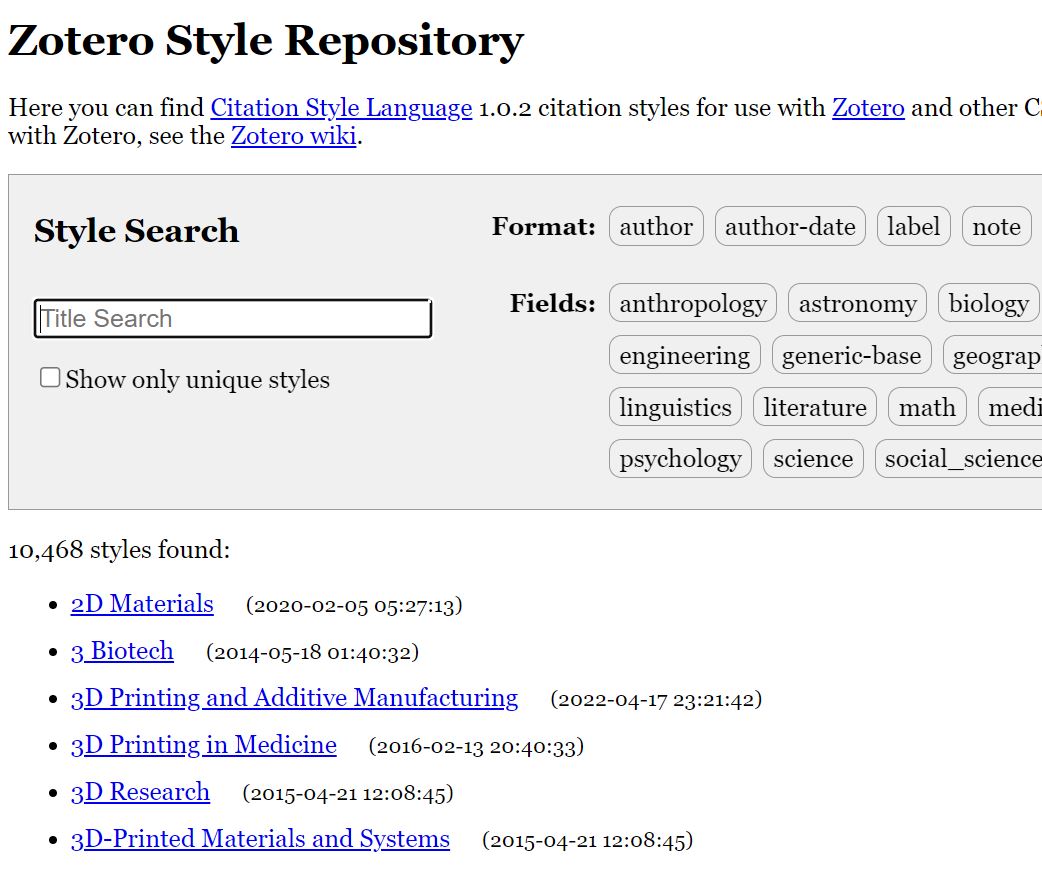 Zotero Style Repository
Here you can find Citation Style Language 1.0.2 citation styles for use with Zotero and other
with Zotero, see the Zotero wiki.
Style Search
Title Search
Show only unique styles
Format: author author-date label note
Fields: anthropology astronomy biology
engineering generic-base
linguistics literature math
psychology science social_science
10,468 styles found:
2D Materials (2020-02-05 05:27:13)
3 Biotech (2014-05-18 01:40:32)
3D Printing and Additive Manufacturing (2022-04-17 23:21:42)
3D Printing in Medicine (2016-02-13 20:40:33)
3D Research (2015-04-21 12:08:45)
3D-Printed Materials and Systems (2015-04-21 12:08:45)